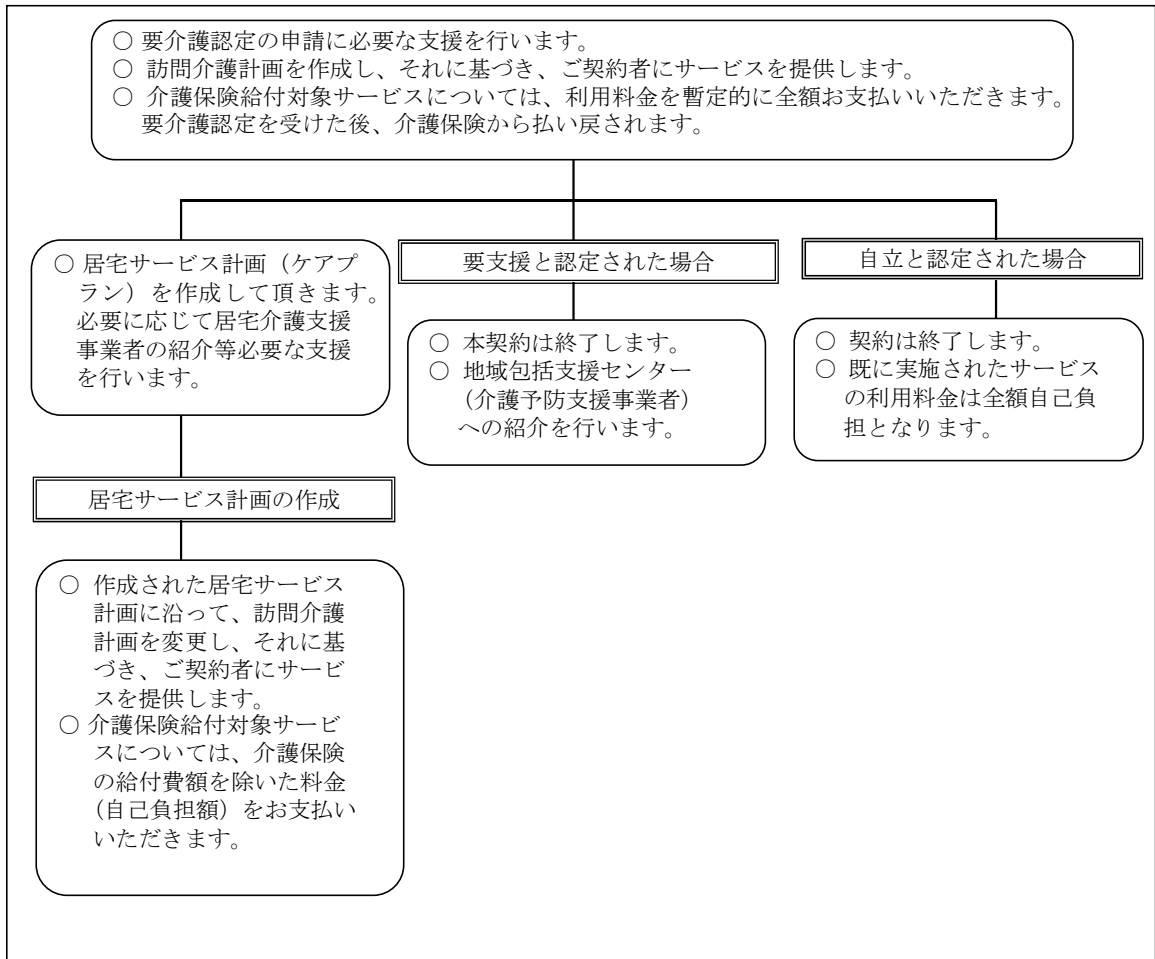 ○ 要介護認定の申請に必要な支援を行います。
○ 訪問介護計画を作成し、それに基づき、ご契約者にサービスを提供します。
○ 介護保険給付対象サービスについては、利用料金を暫定的に全額お支払いいただきます。
要介護認定を受けた後、介護保険から払い戻されます。
○ 居宅サービス計画（ケアプ
ラン）を作成して頂きます。
必要に応じて居宅介護支援
事業者の紹介等必要な支援
を行います。
要支援と認定された場合
○ 本契約は終了します。
○ 地域包括支援センター
（介護予防支援事業者）
への紹介を行います。
自立と認定された場合
○ 契約は終了します。
○ 既に実施されたサービス
の利用料金は全額自己負
担となります。
居宅サービス計画の作成
○ 作成された居宅サービス
計画に沿って、訪問介護
計画を変更し、それに基
づき、ご契約者にサービ
スを提供します。
○ 介護保険給付対象サービ
スについては、介護保険
の給付費額を除いた料金
（自己負担額）をお支払い
いただきます。